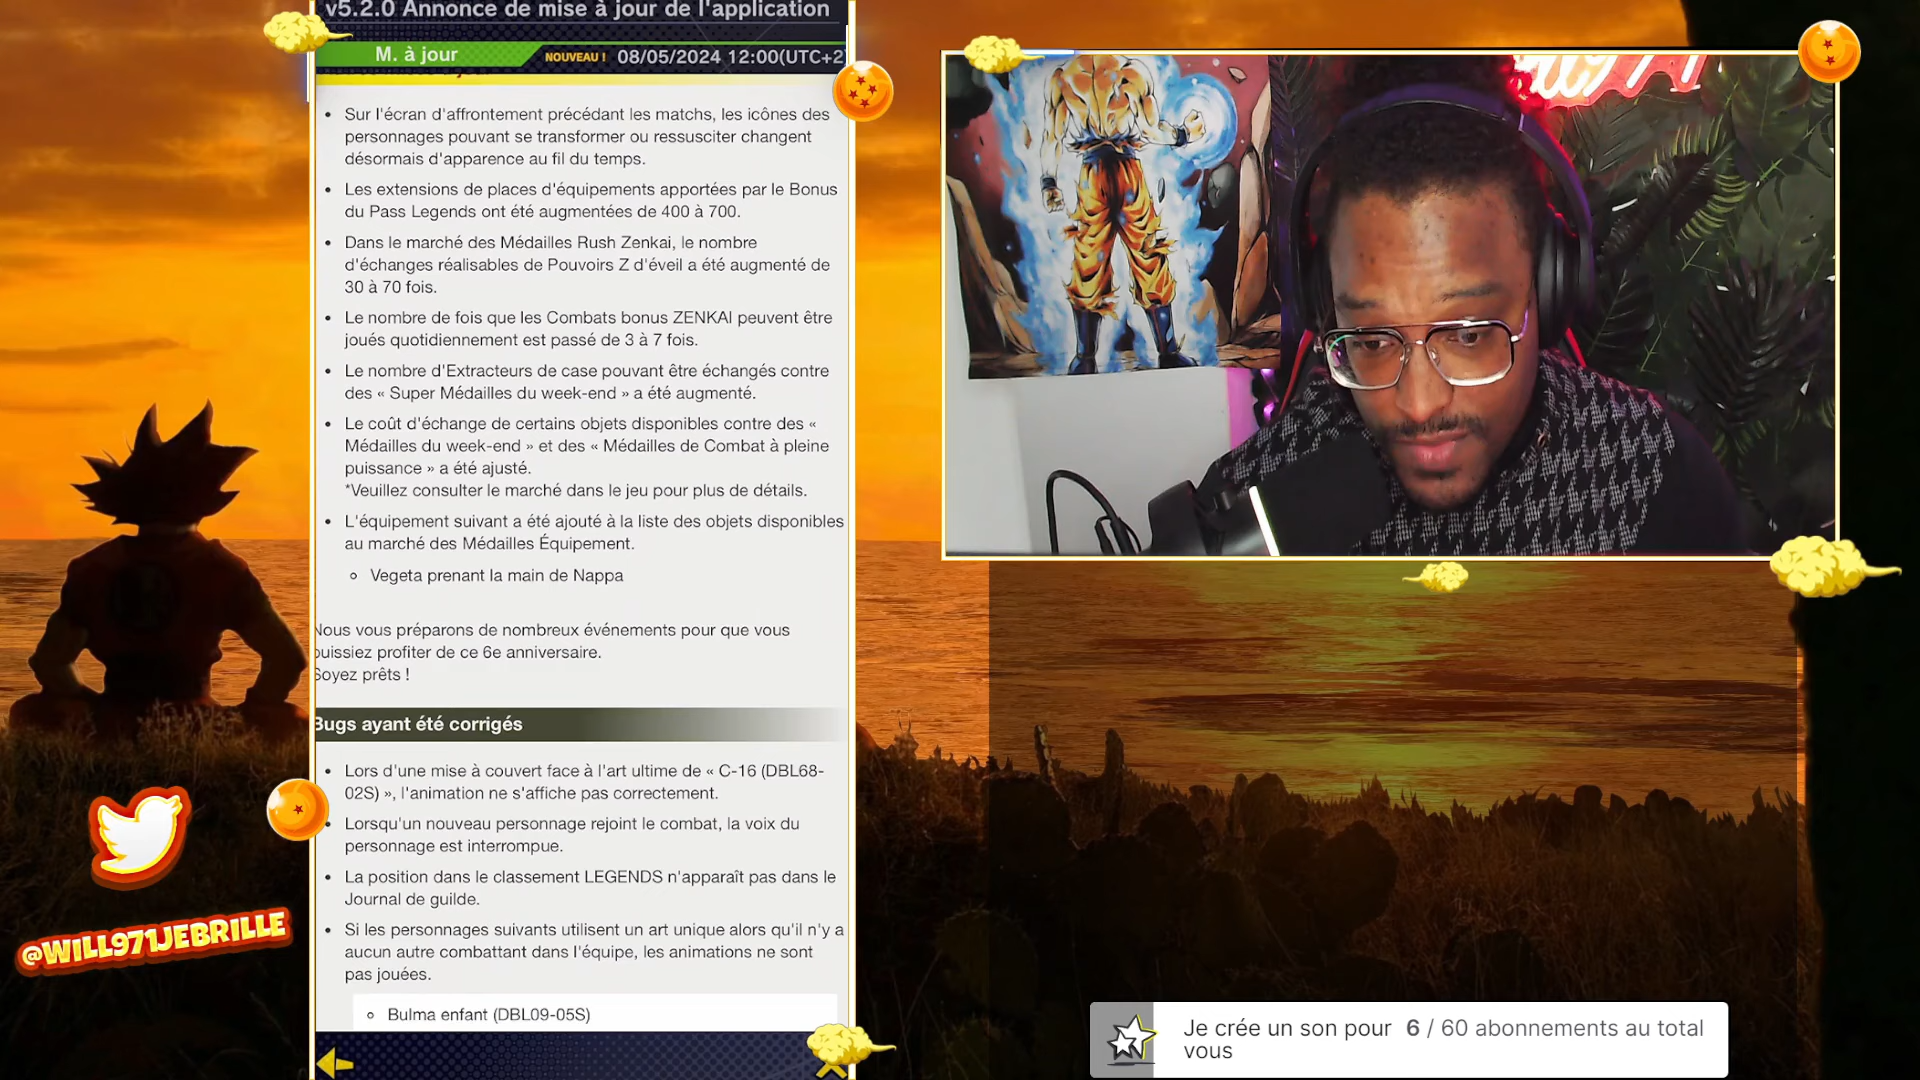 v5.2.0 Annonce de mise à jour de l'application
M. à jour
NOUVEAU ! 08/05/2024 12:00(UTC+2)
Sur l'écran d'affrontement précédant les matchs, les icônes des
personnages pouvant se transformer ou ressusciter changent
désormais d'apparence au fil du temps.
Les extensions de places d'équipements apportées par le Bonus
du Pass Legends ont été augmentées de 400 à 700.
Dans le marché des Médailles Rush Zenkai, le nombre
d'échanges réalisables de Pouvoirs Z d'éveil a été augmenté de
30 à 70 fois.
Le nombre de fois que les Combats bonus ZENKAI peuvent être
joués quotidiennement est passé de 3 à 7 fois.
Le nombre d'Extracteurs de case pouvant être échangés contre
des « Super Médailles du week-end » a été augmenté.
Le coût d'échange de certains objets disponibles contre des «
Médailles du week-end » et des « Médailles de Combat à pleine
puissance » a été ajusté.
*Veuillez consulter le marché dans le jeu pour plus de détails.
L'équipement suivant a été ajouté à la liste des objets disponibles
au marché des Médailles Équipement.
Vegeta prenant la main de Nappa
Nous vous préparons de nombreux événements pour que vous
puissiez profiter de ce 6e anniversaire.
Soyez prêts !
Bugs ayant été corrigés
Lors d'une mise à couvert face à l'art ultime de « C-16 (DBL68-
02S) », l'animation ne s'affiche pas correctement.
Lorsqu'un nouveau personnage rejoint le combat, la voix du
personnage est interrompue.
La position dans le classement LEGENDS n'apparaît pas dans le
Journal de guilde.
Si les personnages suivants utilisent un art unique alors qu'il n'y a
aucun autre combattant dans l'équipe, les animations ne sont
pas jouées.
Bulma enfant (DBL09-05S)
@WILL971JEBRILLE
Je crée un son pour 6 / 60 abonnements au total
vous